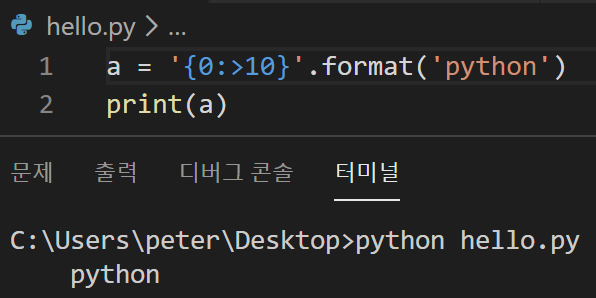 hello.py > ...
1 a = '{0:>10}'.format('python')
2 print(a)
문제 출력 디버그 콘솔 터미널
C:\Users\peter\Desktop>python hello.py
    python